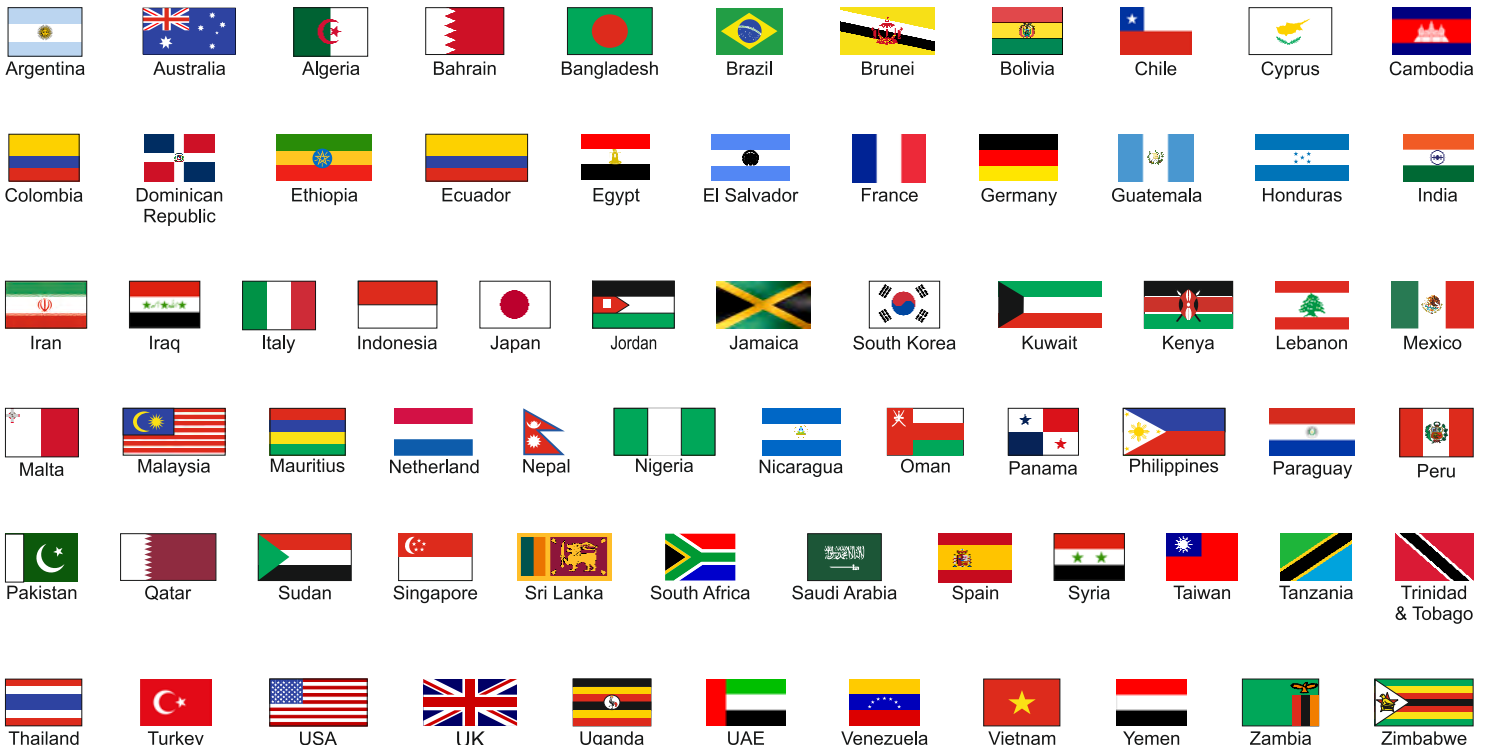 Argentina Australia Algeria Bahrain Bangladesh Brazil Brunei Bolivia Chile Cyprus Cambodia
Colombia Dominican Republic Ethiopia Ecuador Egypt El Salvador France Germany Guatemala Honduras India
Iran Iraq Italy Indonesia Japan Jordan Jamaica South Korea Kuwait Kenya Lebanon Mexico
Malta Malaysia Mauritius Netherland Nepal Nigeria Nicaragua Oman Panama Philippines Paraguay Peru
Pakistan Qatar Sudan Singapore Sri Lanka South Africa Saudi Arabia Spain Syria Taiwan Tanzania Trinidad & Tobago
Thailand Turkey USA UK Uganda UAE Venezuela Vietnam Yemen Zambia Zimbabwe